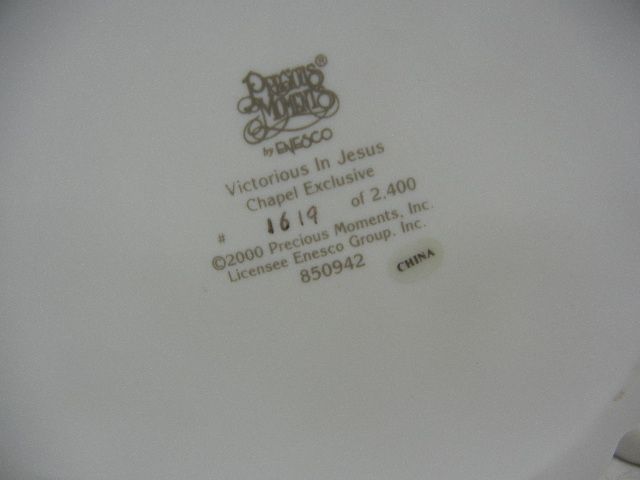 PRECIOUS
MOMENTS®
by ENESCO
Victorious In Jesus
Chapel Exclusive
# 1619 of 2,400
©2000 Precious Moments, Inc.
Licensee Enesco Group, Inc.
850942
CHINA